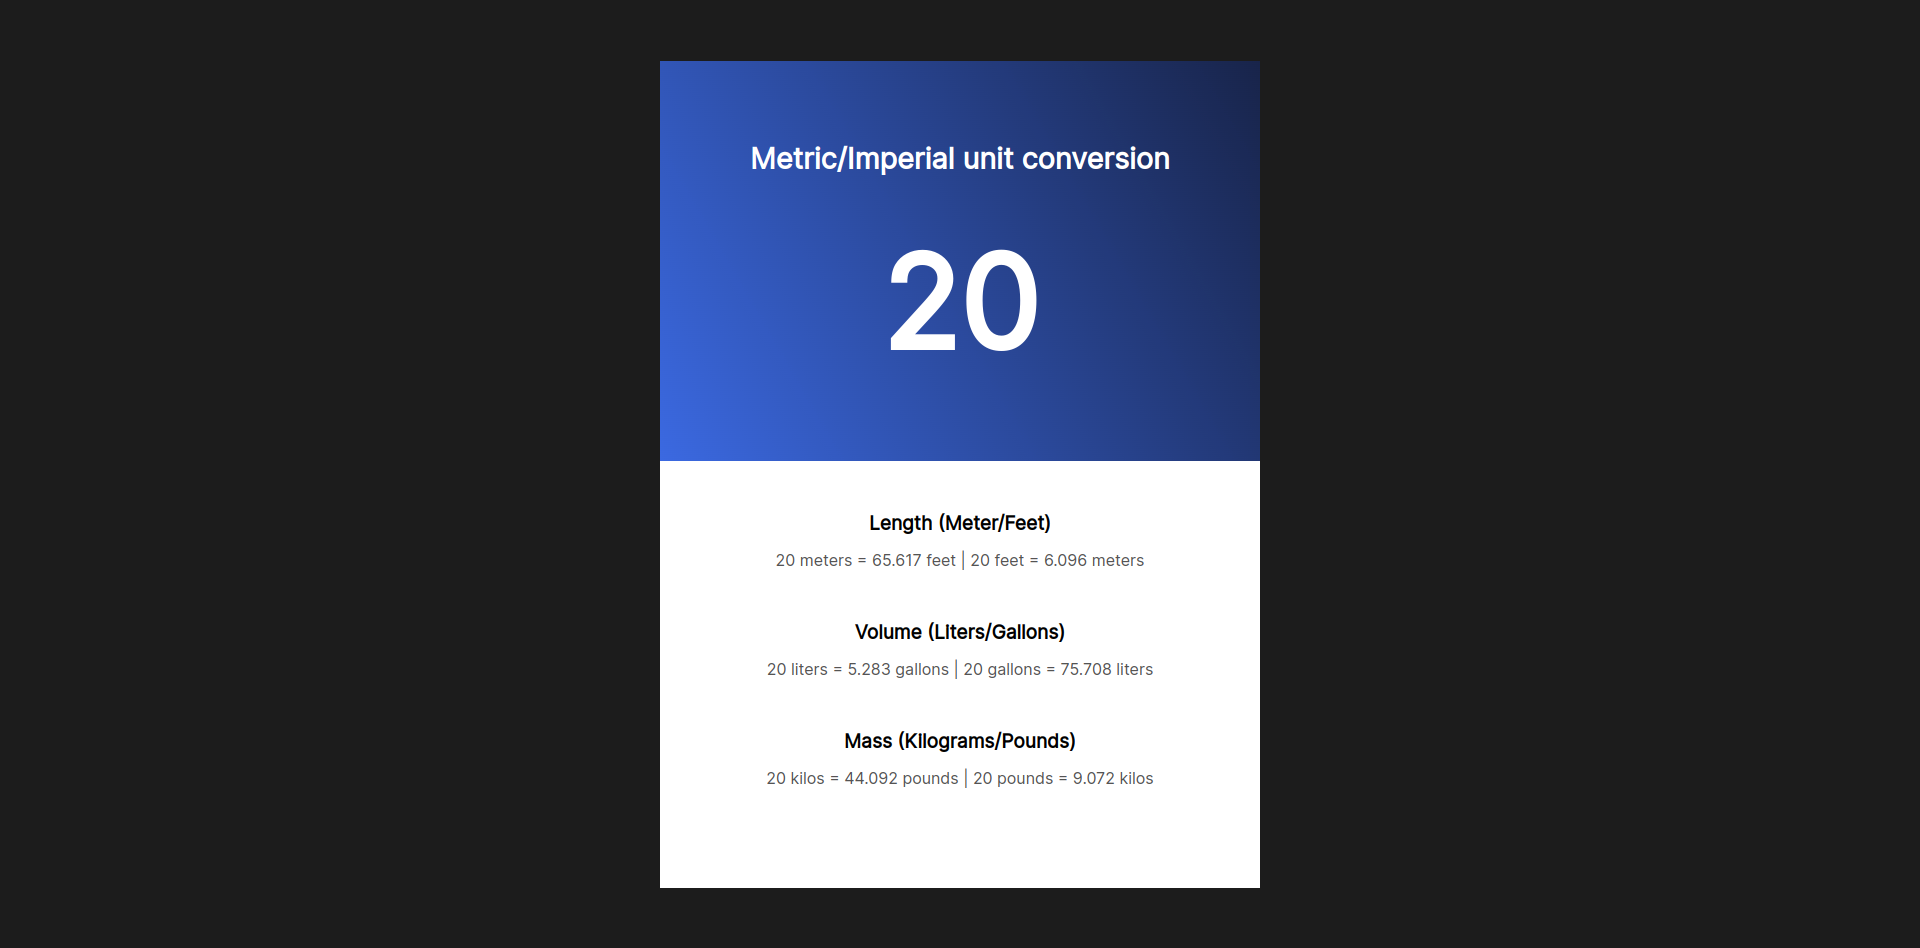 Metric/Imperial unit conversion
20
Length (Meter/Feet)
20 meters = 65.617 feet | 20 feet = 6.096 meters
Volume (Liters/Gallons)
20 liters = 5.283 gallons | 20 gallons = 75.708 liters
Mass (Kilograms/Pounds)
20 kilos = 44.092 pounds | 20 pounds = 9.072 kilos